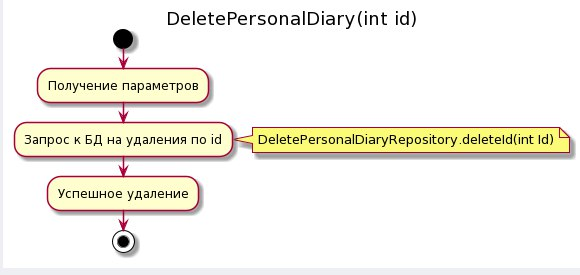 DeletePersonalDiary(int id)
Получение параметров
Запрос к БД на удаления по id
DeletePersonalDiaryRepository.deleteId(int Id)
Успешное удаление